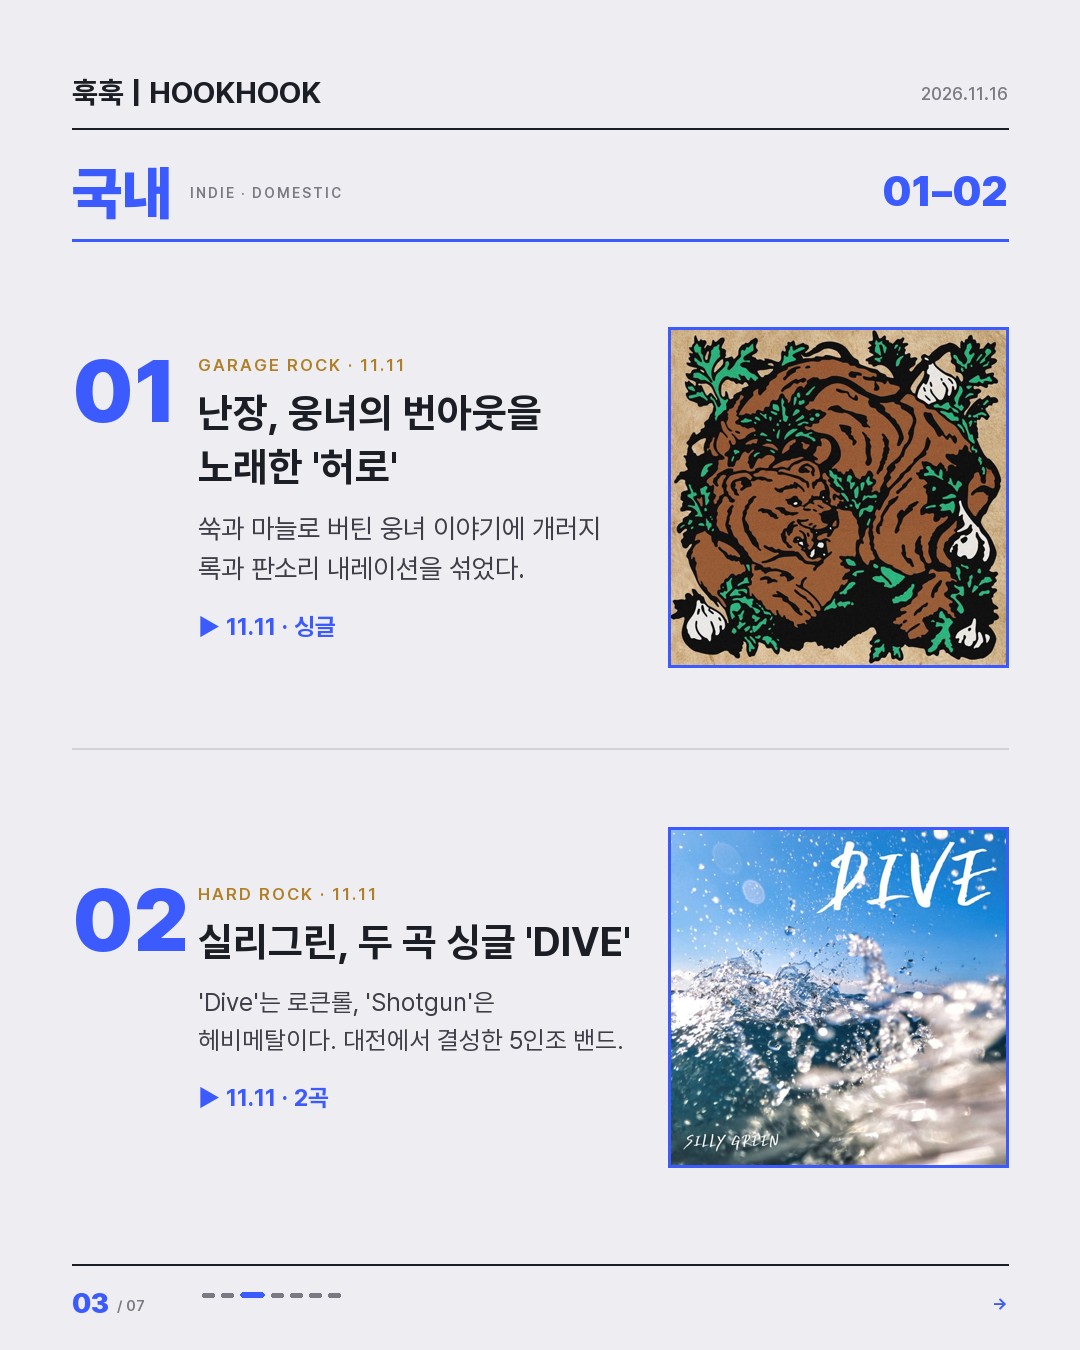 훅훅 | HOOKHOOK
2026.11.16
국내 INDIE · DOMESTIC
01–02
01
GARAGE ROCK · 11.11
난장, 웅녀의 번아웃을
노래한 '허로'
쑥과 마늘로 버틴 웅녀 이야기에 개러지
록과 판소리 내레이션을 섞었다.
▶ 11.11 · 싱글
02
HARD ROCK · 11.11
실리그린, 두 곡 싱글 'DIVE'
'Dive'는 로큰롤, 'Shotgun'은
헤비메탈이다. 대전에서 결성한 5인조 밴드.
▶ 11.11 · 2곡
DIVE
SILLY GREEN
03 / 07
→